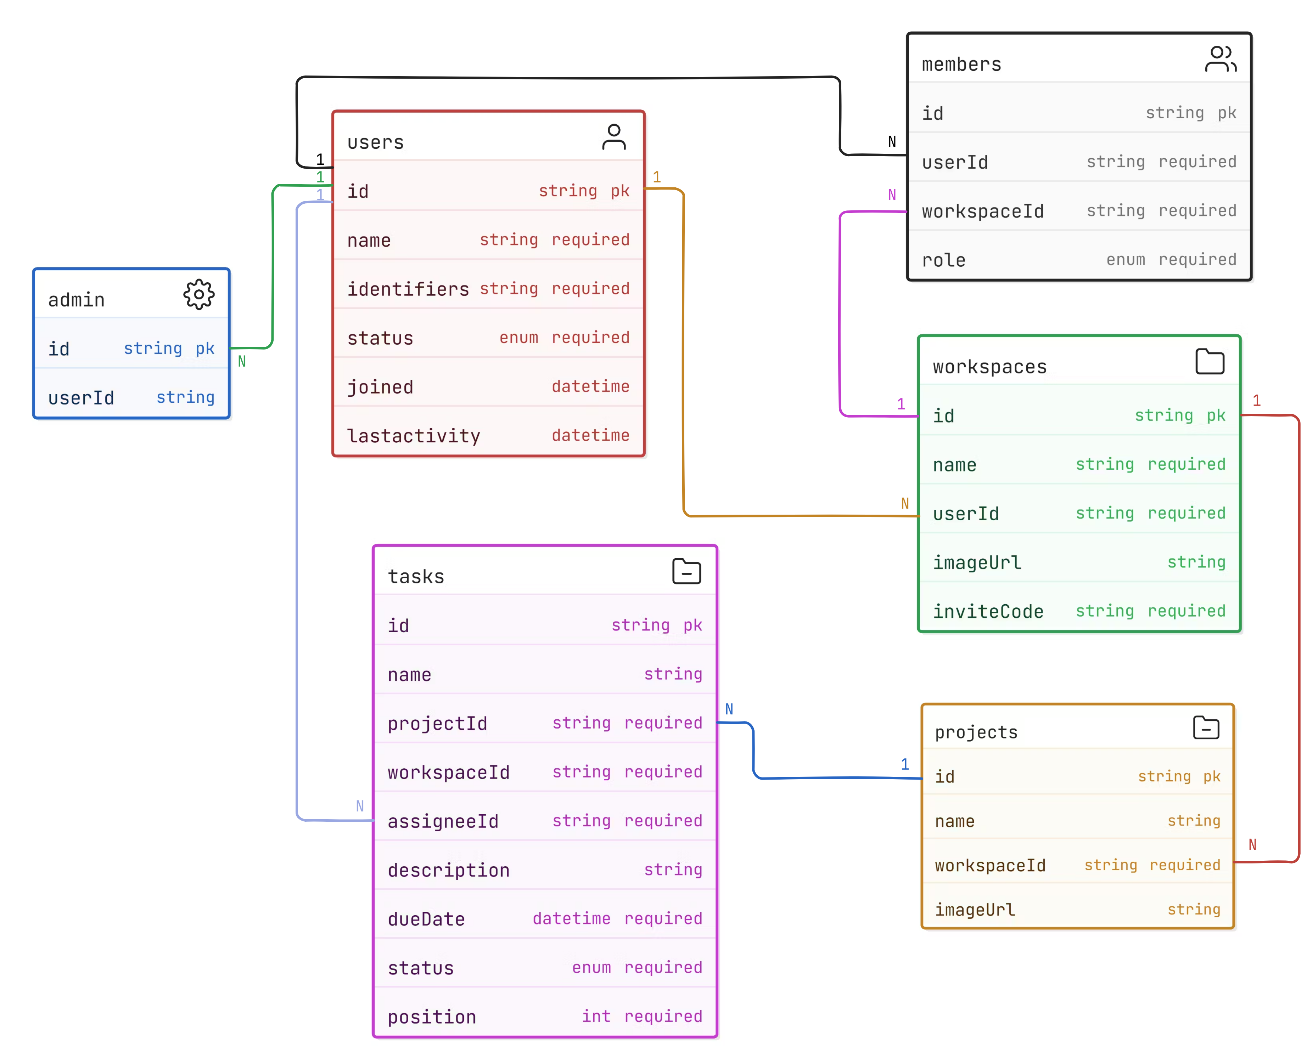 members
id string pk
userId string required
workspaceId string required
role enum required
N
N
users
id string pk
name string required
identifiers string required
status enum required
joined datetime
lastactivity datetime
1
1
1
1
admin
id string pk
userId string
N
workspaces
id string pk
name string required
userId string required
imageUrl string
inviteCode string required
1
1
N
tasks
id string pk
name string
projectId string required
workspaceId string required
assigneeId string required
description string
dueDate datetime required
status enum required
position int required
N
N
projects
id string pk
name string
workspaceId string required
imageUrl string
1
N